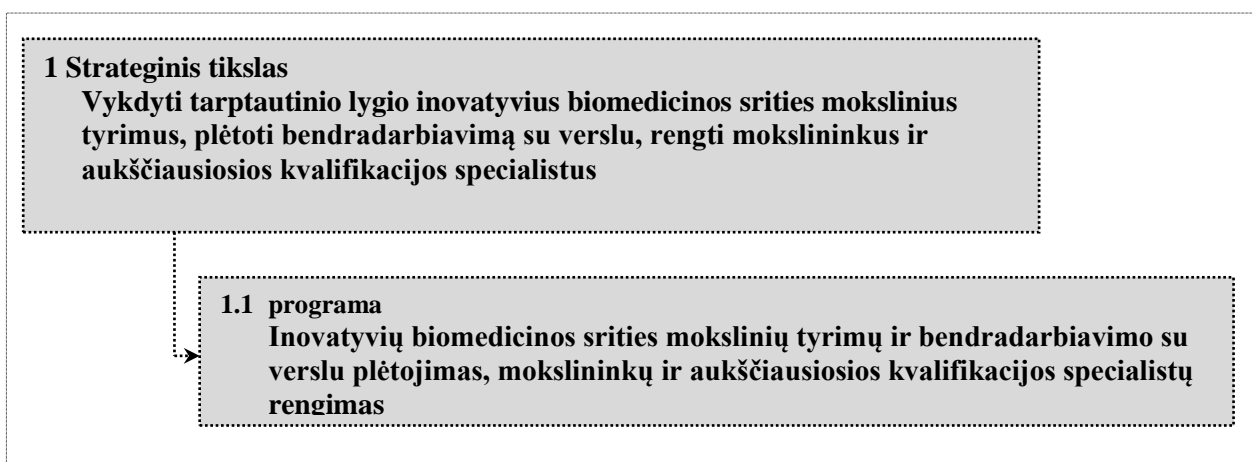 1 Strateginis tikslas
Vykdyti tarptautinio lygio inovatyvius biomedicinos srities mokslinius
tyrimus, plėtoti bendradarbiavimą su verslu, rengti mokslininkus ir
aukščiausiosios kvalifikacijos specialistus
1.1 programa
Inovatyvių biomedicinos srities mokslinių tyrimų ir bendradarbiavimo su
verslu plėtojimas, mokslininkų ir aukščiausiosios kvalifikacijos specialistų
rengimas